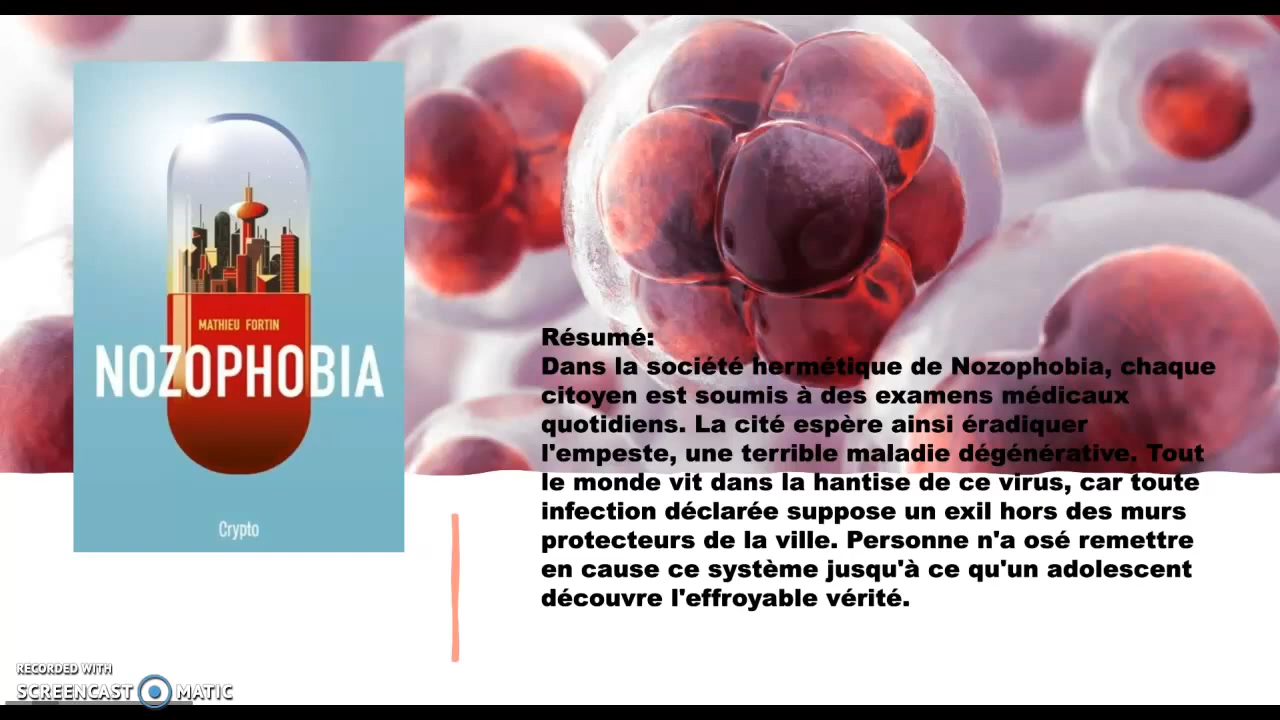 MATHIEU FORTIN
NOZOPHOBIA
Crypto
Résumé:
Dans la société hermétique de Nozophobia, chaque
citoyen est soumis à des examens médicaux
quotidiens. La cité espère ainsi éradiquer
l'empeste, une terrible maladie dégénérative. Tout
le monde vit dans la hantise de ce virus, car toute
infection déclarée suppose un exil hors des murs
protecteurs de la ville. Personne n'a osé remettre
en cause ce système jusqu'à ce qu'un adolescent
découvre l'effroyable vérité.
RECORDED WITH
SCREENCAST MATIC